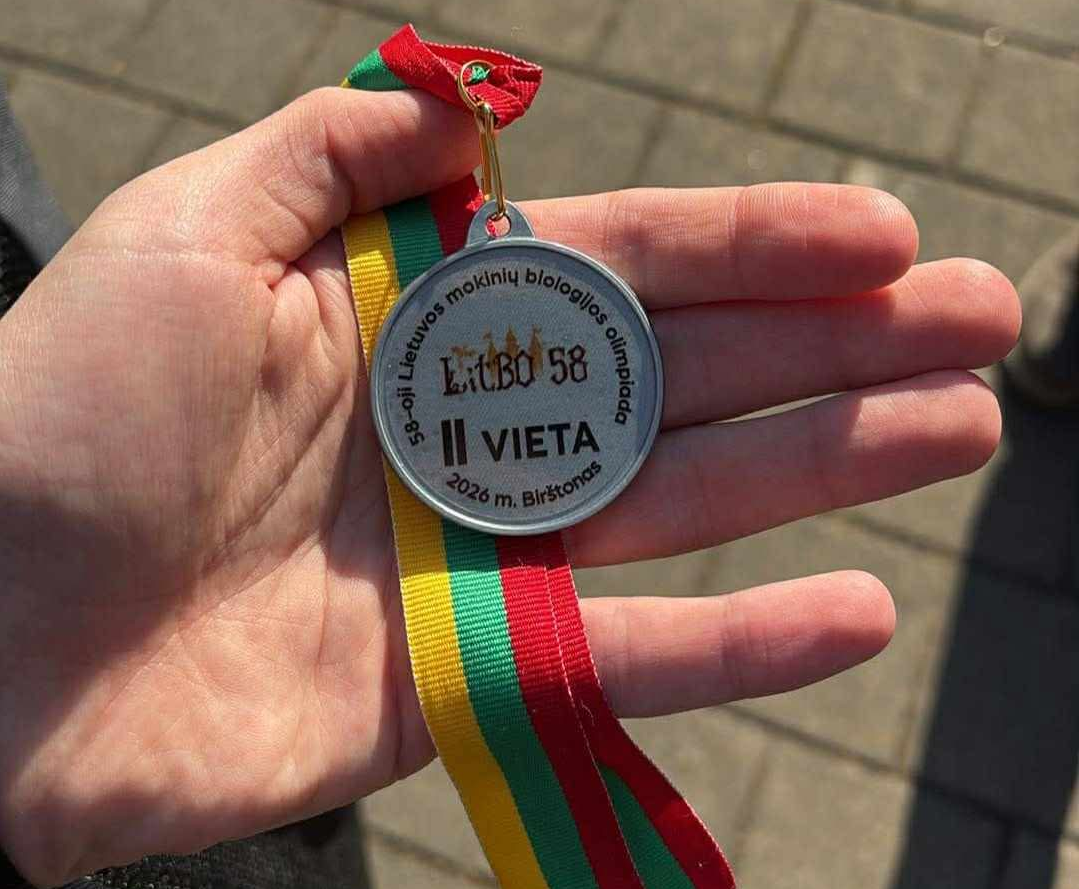 58-oji Lietuvos mokinių biologijos olimpiada
LitBO 58
II VIETA
2026 m. Birštonas